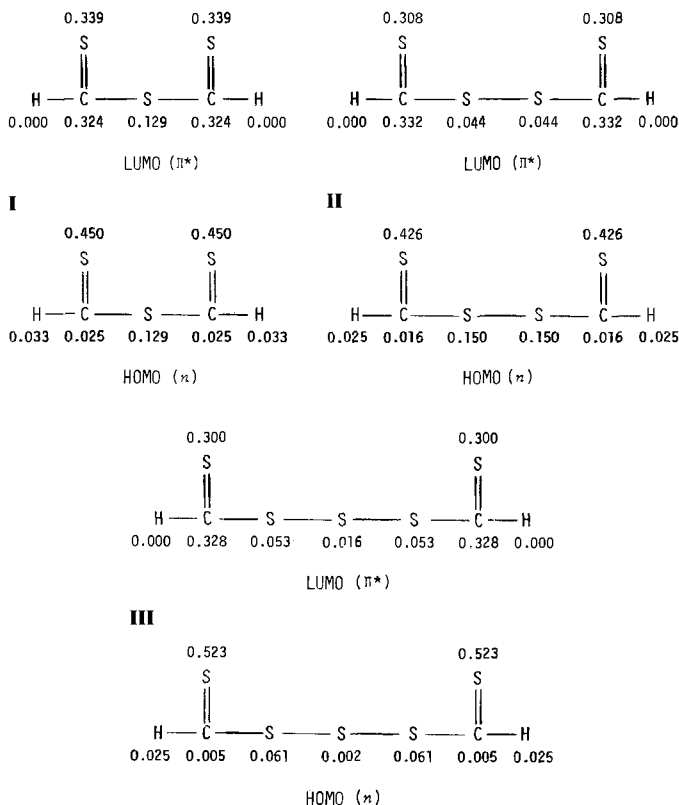 0.339 0.339 0.308 0.308
S S S S
H C S C H H C S S C H
0.000 0.324 0.129 0.324 0.000 0.000 0.332 0.044 0.044 0.332 0.000
LUMO (Π*) LUMO (Π*)
I II
0.450 0.450 0.426 0.426
S S S S
H C S C H H C S S C H
0.033 0.025 0.129 0.025 0.033 0.025 0.016 0.150 0.150 0.016 0.025
HOMO (n) HOMO (n)
0.300 0.300
S S
H C S S S C H
0.000 0.328 0.053 0.016 0.053 0.328 0.000
LUMO (Π*)
III
0.523 0.523
S S
H C S S S C H
0.025 0.005 0.061 0.002 0.061 0.005 0.025
HOMO (n)